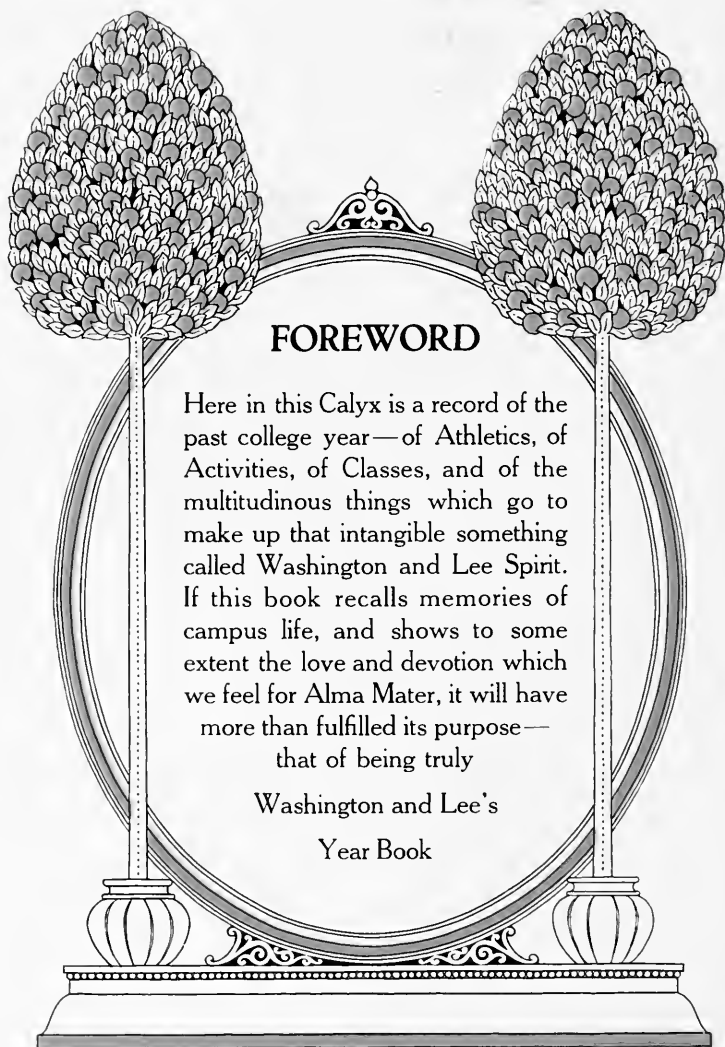 FOREWORD
Here in this Calyx is a record of the
past college year—of Athletics, of
Activities, of Classes, and of the
multitudinous things which go to
make up that intangible something
called Washington and Lee Spirit.
If this book recalls memories of
campus life, and shows to some
extent the love and devotion which
we feel for Alma Mater, it will have
more than fulfilled its purpose—
that of being truly
Washington and Lee's
Year Book